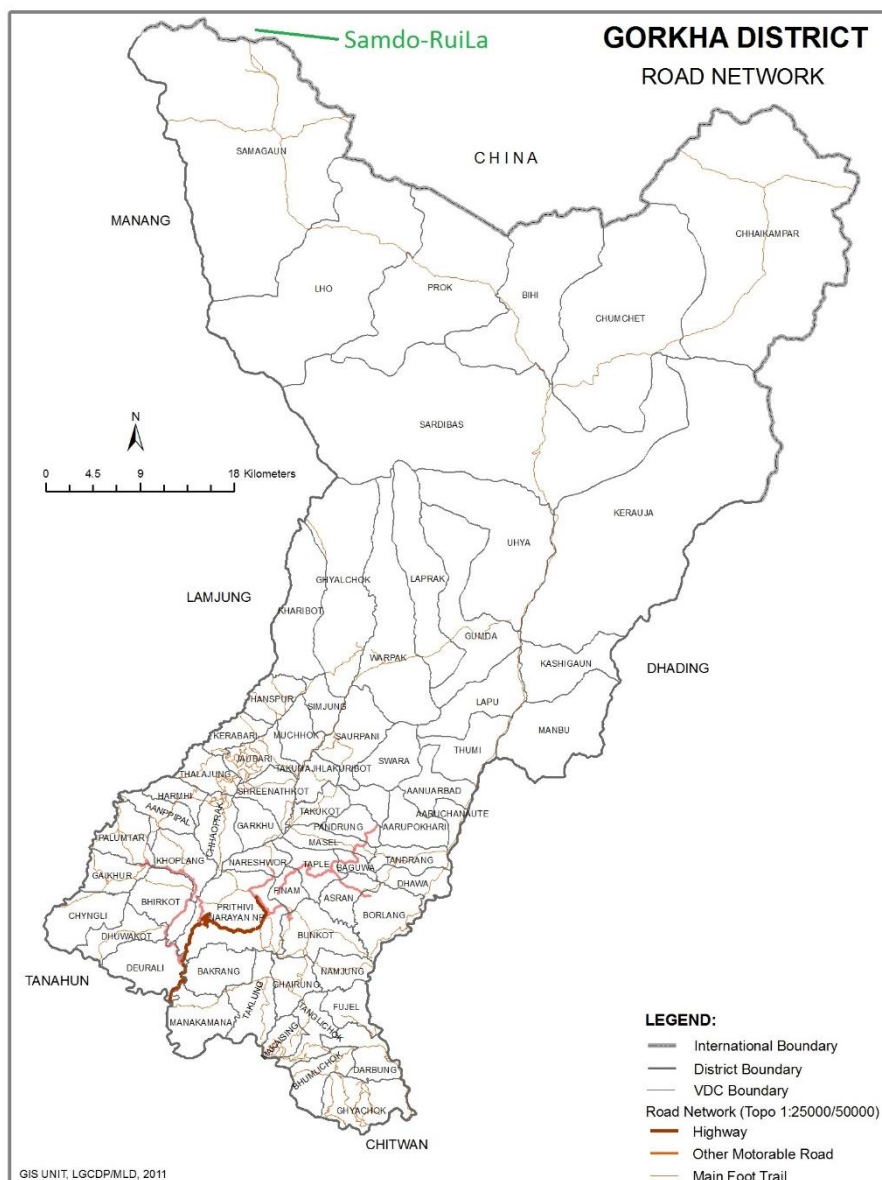 Samdo-RuiLa
GORKHA DISTRICT
ROAD NETWORK
SAMAGAUN
CHINA
MANANG
CHHAIKAMPAR
LHO
PROK
BIHI
CHUMCHET
N
SARDIBAS
0 4.5 9 18 Kilometers
KERAUJA
UHYA
GHYALCHOK
LAPRAK
LAMJUNG
KHARIBOT
GUMDA
WARPAK
KASHIGAUN
DHADING
HANSPUR
SIMJUNG
LAPU
MANBU
KERABARI
MUCHHOK
SAURPANI
THUMI
JAUBARI
SWARA
THALAJUNG
TAKUMAJHLAKURIBOT
HARMHI
SHREENATHKOT
AANUARBAD
AANPPIPAL
CHHAOPRAK
TAKUKOT
AARUCHANAUTE
PALUMTAR
GARKHU
PANDRUNG
AARUPOKHARI
MASEL
KHOPLANG
NARESHWOR
TAPLE
BAGUWA
TANDRANG
GAIKHUR
DHAWA
BHIRKOT
PRITHIVI
NARAYAN NP
FINAM
ASRAN
CHYNGLI
BORLANG
DHUWAKOT
BUNKOT
TANAHUN
DEURALI
BAKRANG
NAMJUNG
CHAIRUNG
TAKLUNG
FUJEL
MANAKAMANA
TANGLICHOK
MAKAISING
BHUMLICHOK
DARBUNG
GHYACHOK
CHITWAN
LEGEND:
International Boundary
District Boundary
VDC Boundary
Road Network (Topo 1:25000/50000)
Highway
Other Motorable Road
Main Foot Trail
GIS UNIT, LGCDP/MLD, 2011